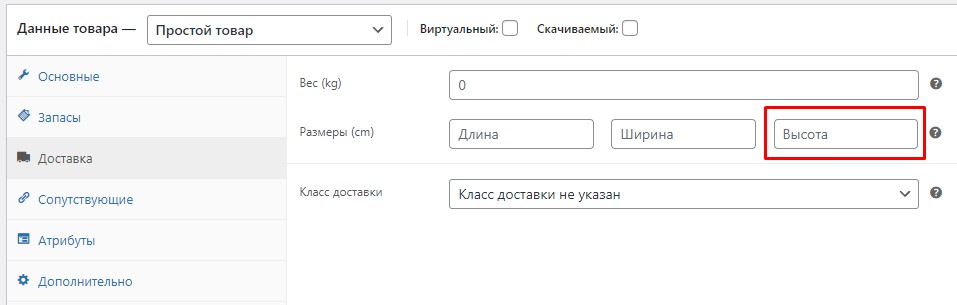 Данные товара — Простой товар Виртуальный: Скачиваемый:
Основные
Запасы
Доставка
Сопутствующие
Атрибуты
Дополнительно
Вес (kg) 0
Размеры (cm) Длина Ширина Высота
Класс доставки Класс доставки не указан